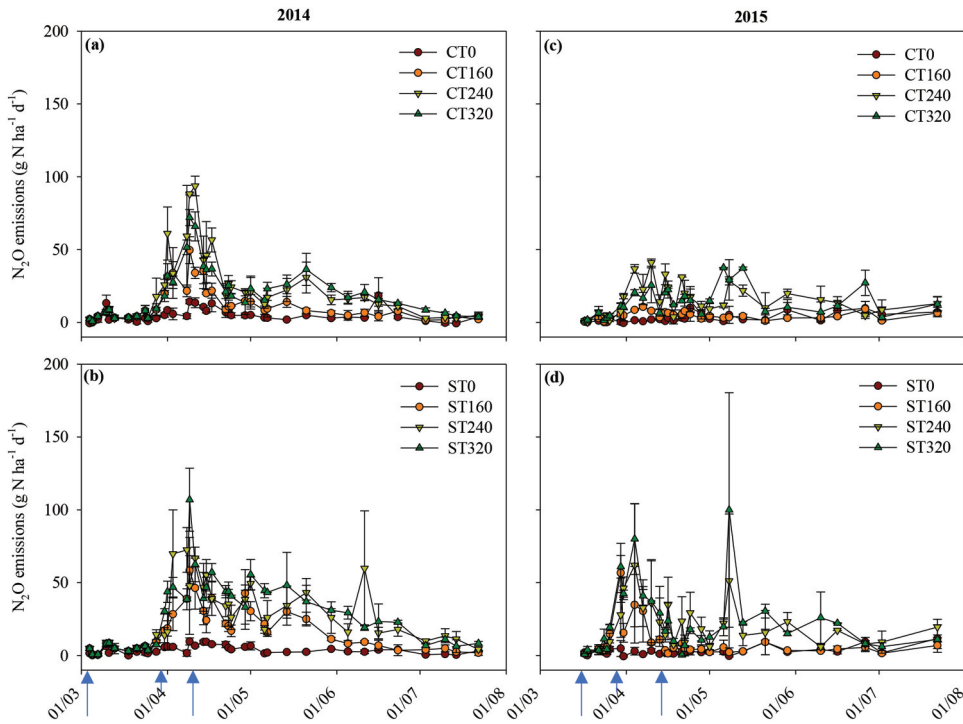 2014
2015
(a)
CT0
CT160
CT240
CT320
N₂O emissions (g N ha⁻¹ d⁻¹)
200
150
100
50
0
(c)
CT0
CT160
CT240
CT320
(b)
ST0
ST160
ST240
ST320
N₂O emissions (g N ha⁻¹ d⁻¹)
200
150
100
50
0
(d)
ST0
ST160
ST240
ST320
01/03
01/04
01/05
01/06
01/07
01/08
01/03
01/04
01/05
01/06
01/07
01/08